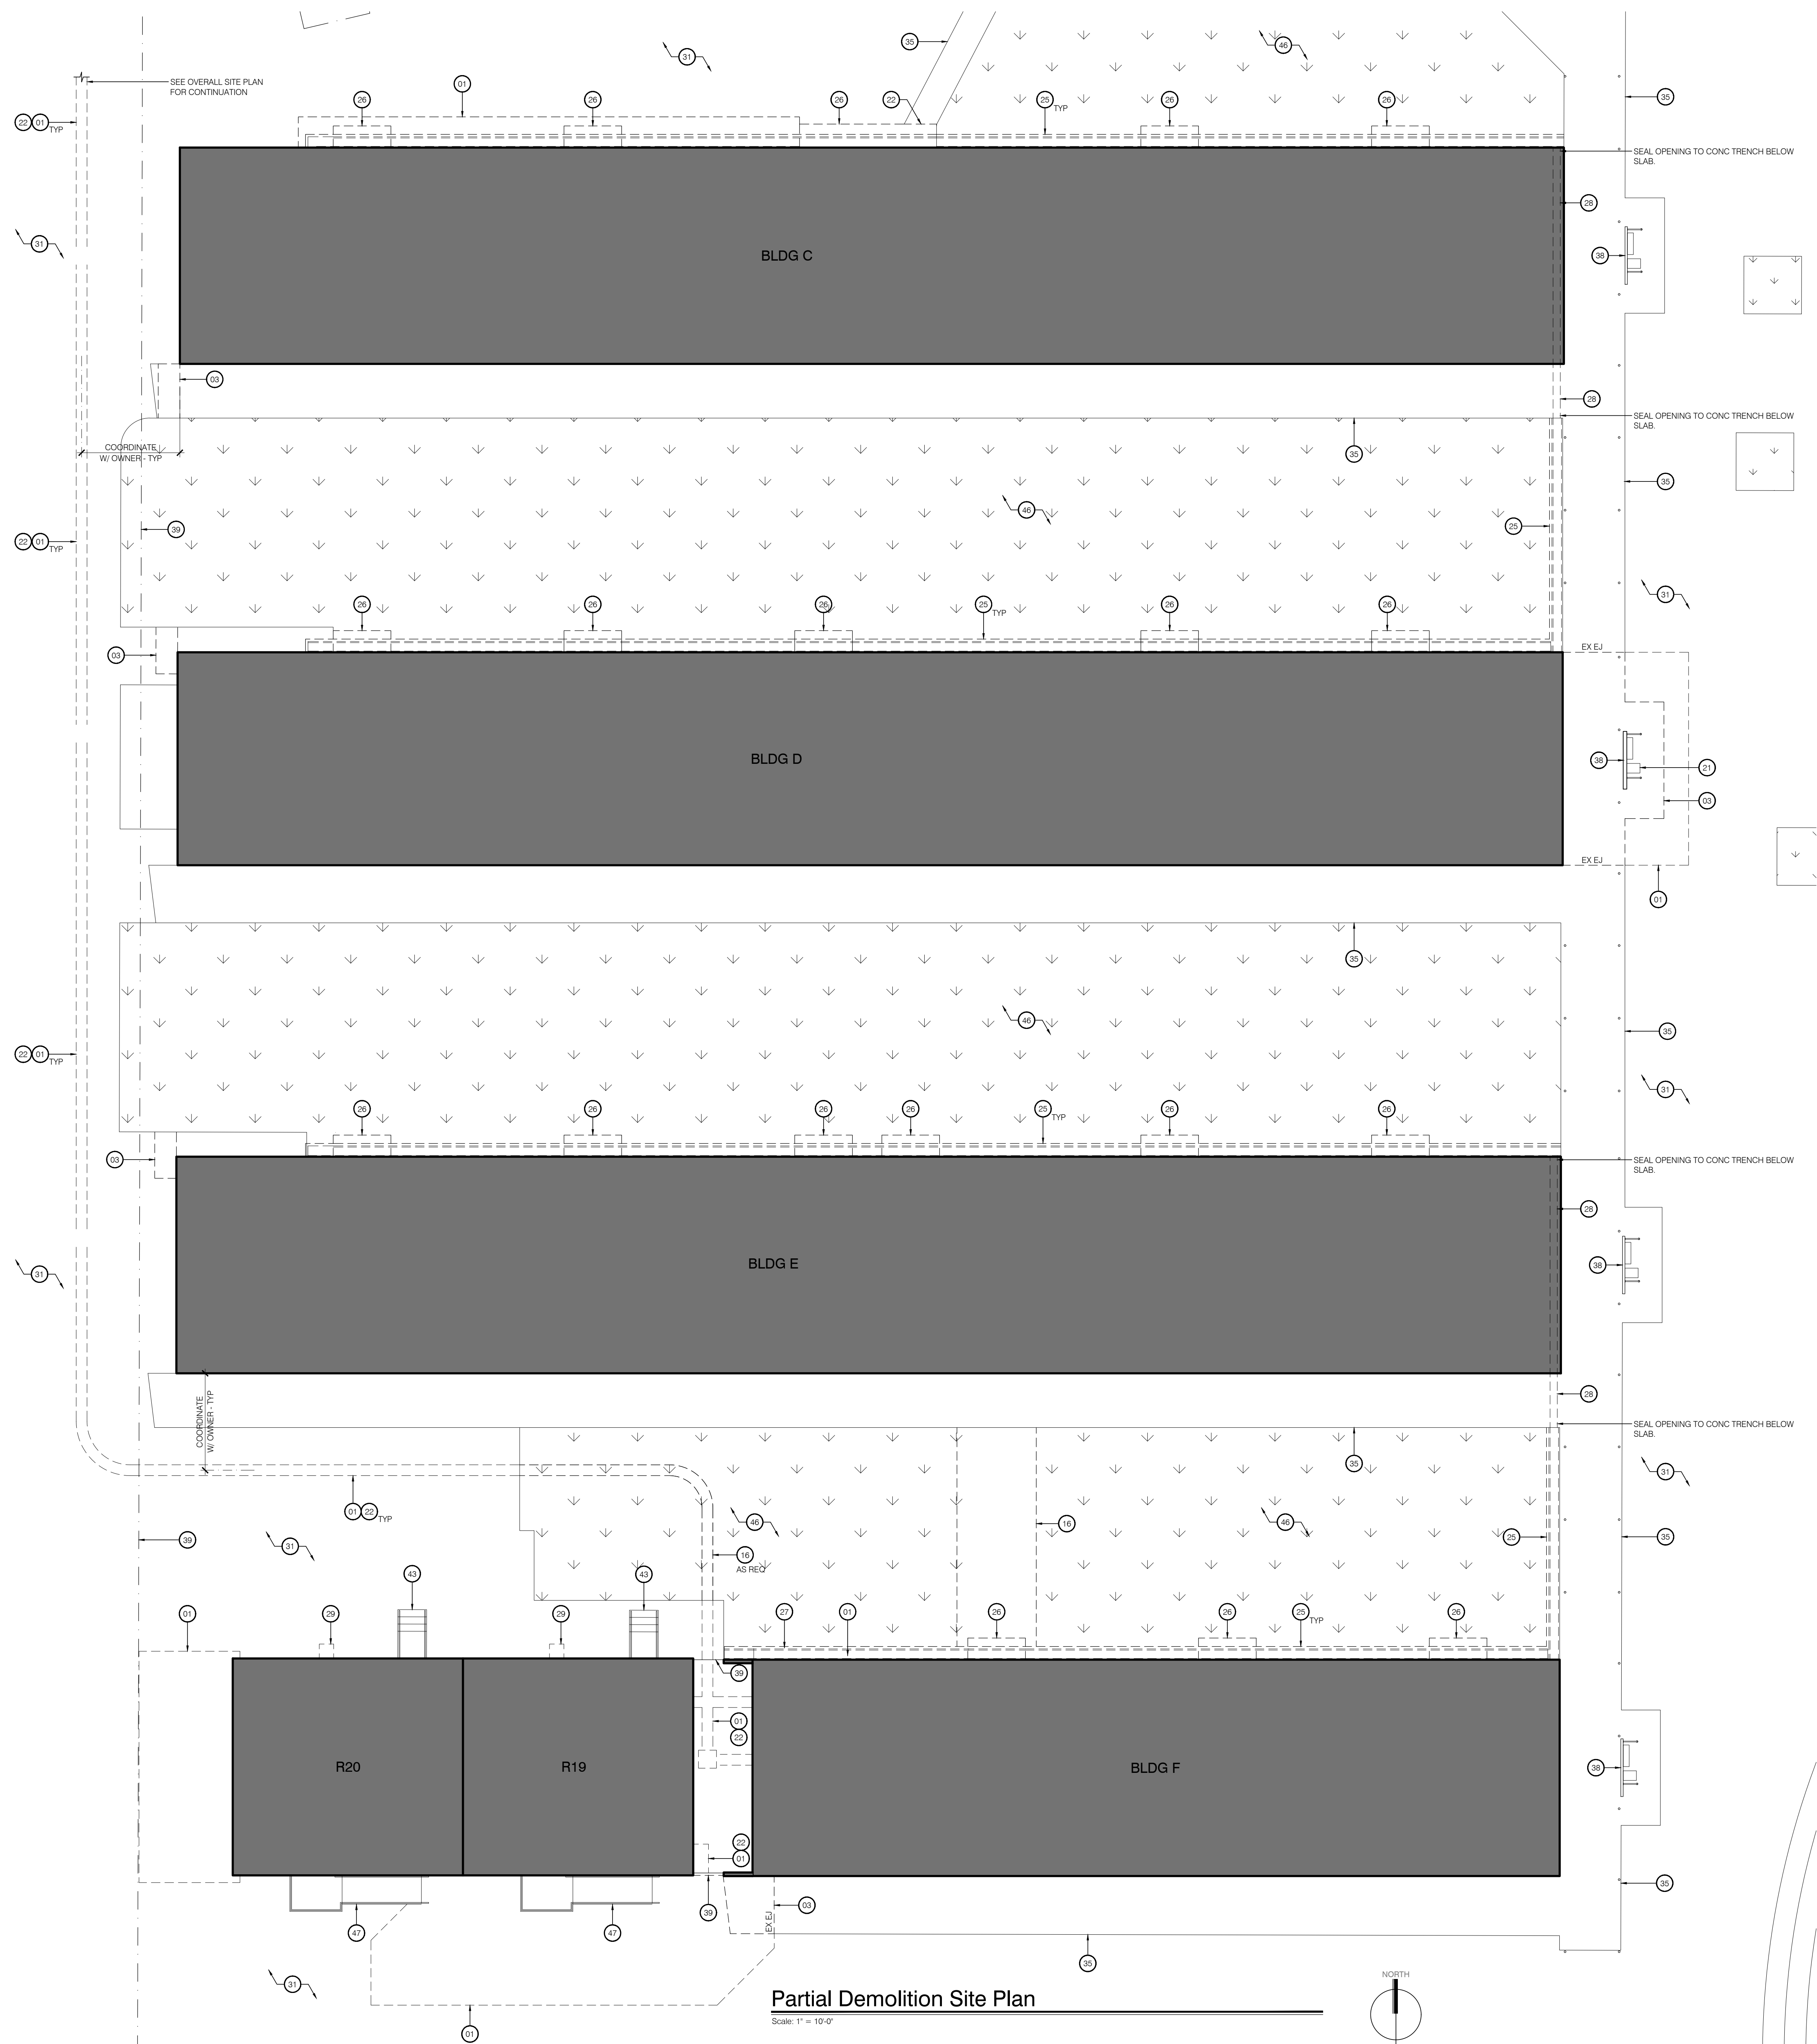 35
46
31
SEE OVERALL SITE PLAN
FOR CONTINUATION
01
26
26
26
22
25
TYP
26
26
35
22 01
TYP
SEAL OPENING TO CONC TRENCH BELOW
SLAB.
28
31
BLDG C
38
03
28
SEAL OPENING TO CONC TRENCH BELOW
SLAB.
COORDINATE
W/ OWNER - TYP
35
35
46
39
25
22 01
TYP
31
26
26
26
25
TYP
26
26
03
EX EJ
BLDG D
38
21
03
EX EJ
01
35
46
35
22 01
TYP
31
26
26
26
26
25
TYP
26
26
03
SEAL OPENING TO CONC TRENCH BELOW
SLAB.
28
31
BLDG E
38
COORDINATE
W/ OWNER - TYP
28
SEAL OPENING TO CONC TRENCH BELOW
SLAB.
35
31
01 22
TYP
46
16
46
39
31
25
35
16
AS REQ
43
43
01
29
29
27
01
26
26
25
TYP
26
39
01
22
R20
R19
BLDG F
38
22
01
35
03
39
EX EJ
47
47
35
31
01
Partial Demolition Site Plan
Scale: 1" = 10'-0"
NORTH